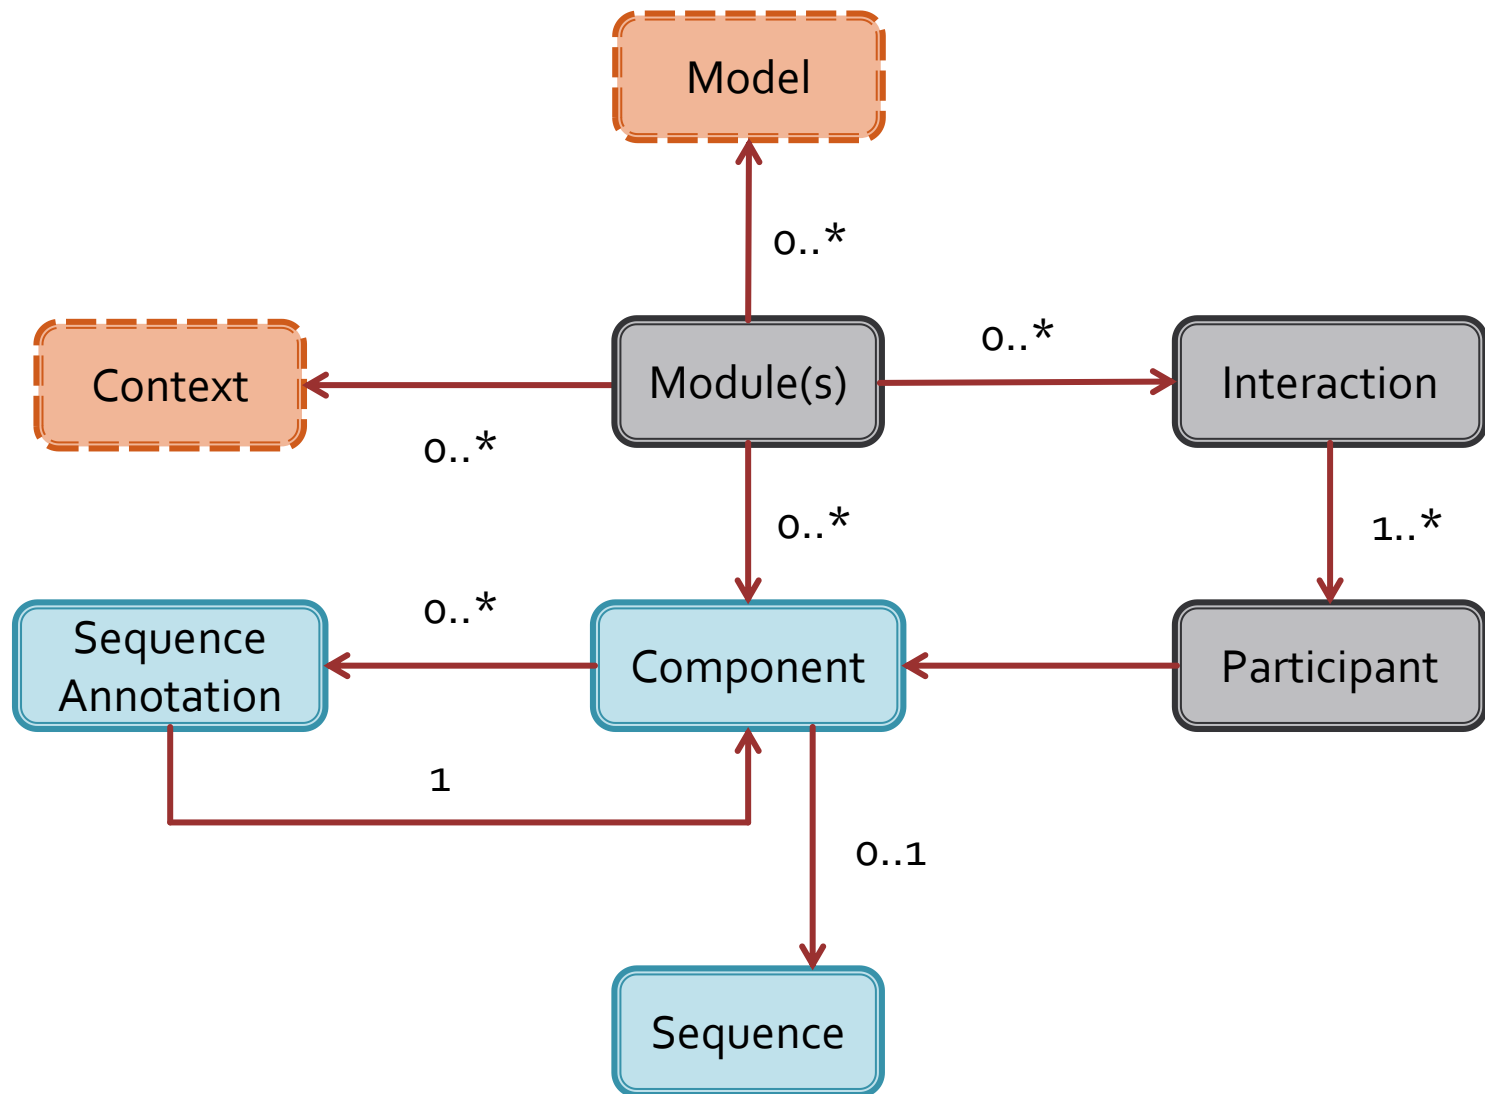 Model
0..*
0..*
Context
Module(s)
Interaction
0..*
0..*
1..*
0..*
Sequence
Annotation
Component
Participant
1
0..1
Sequence